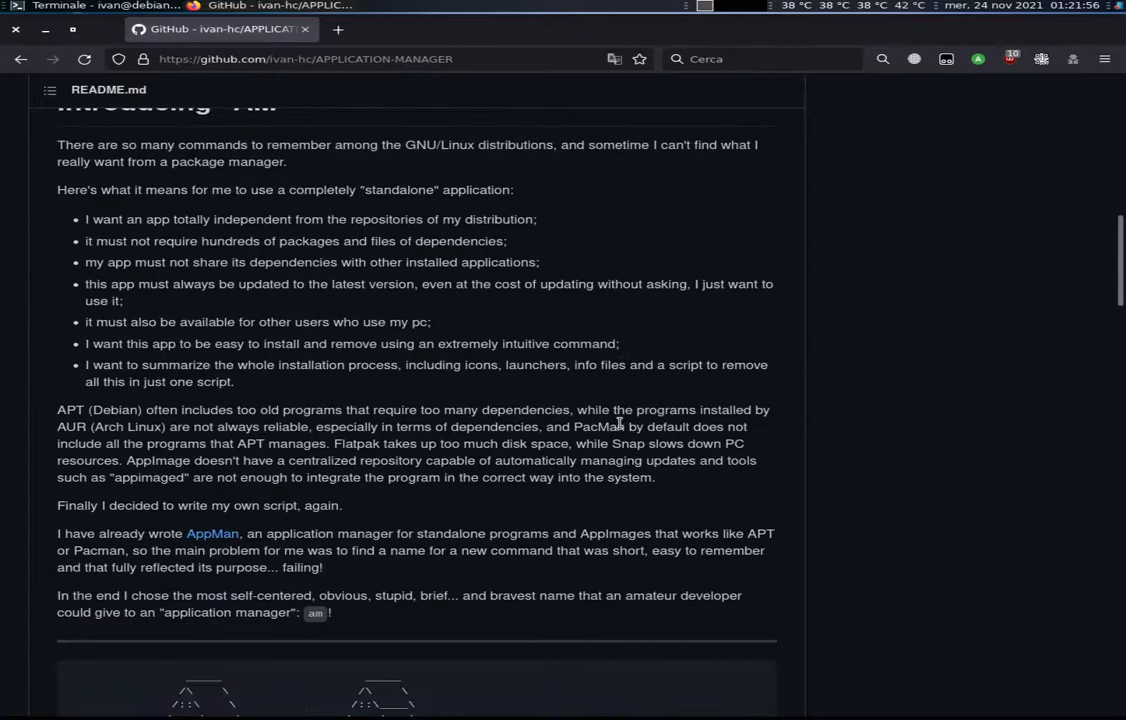 Terminale - ivan@debian... GitHub - ivan-hc/APPLIC... 38 °C 38 °C 38 °C 42 °C mer, 24 nov 2021 01:21:56
GitHub - ivan-hc/APPLICATI
https://github.com/ivan-hc/APPLICATION-MANAGER Cerca 10
README.md
There are so many commands to remember among the GNU/Linux distributions, and sometime I can't find what I
really want from a package manager.
Here's what it means for me to use a completely "standalone" application:
• I want an app totally independent from the repositories of my distribution;
• it must not require hundreds of packages and files of dependencies;
• my app must not share its dependencies with other installed applications;
• this app must always be updated to the latest version, even at the cost of updating without asking, I just want to
use it;
• it must also be available for other users who use my pc;
• I want this app to be easy to install and remove using an extremely intuitive command;
• I want to summarize the whole installation process, including icons, launchers, info files and a script to remove
all this in just one script.
APT (Debian) often includes too old programs that require too many dependencies, while the programs installed by
AUR (Arch Linux) are not always reliable, especially in terms of dependencies, and PacMan by default does not
include all the programs that APT manages. Flatpak takes up too much disk space, while Snap slows down PC
resources. AppImage doesn't have a centralized repository capable of automatically managing updates and tools
such as "appimaged" are not enough to integrate the program in the correct way into the system.
Finally I decided to write my own script, again.
I have already wrote AppMan, an application manager for standalone programs and AppImages that works like APT
or Pacman, so the main problem for me was to find a name for a new command that was short, easy to remember
and that fully reflected its purpose... failing!
In the end I chose the most self-centered, obvious, stupid, brief... and bravest name that an amateur developer
could give to an "application manager": am !